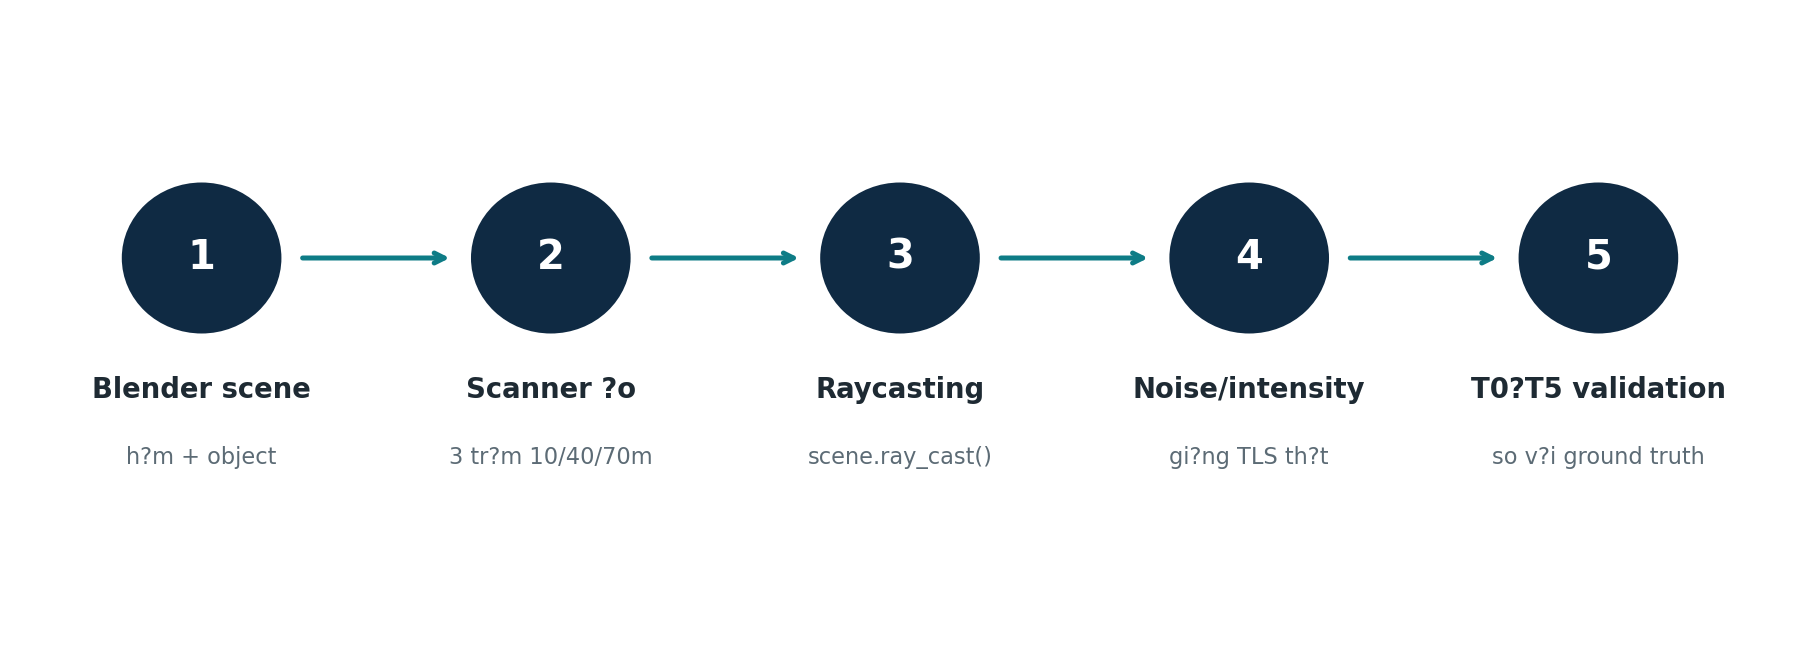 1
2
3
4
5
Blender scene
Scanner ?o
Raycasting
Noise/intensity
T0?T5 validation
h?m + object
3 tr?m 10/40/70m
scene.ray_cast()
gi?ng TLS th?t
so v?i ground truth